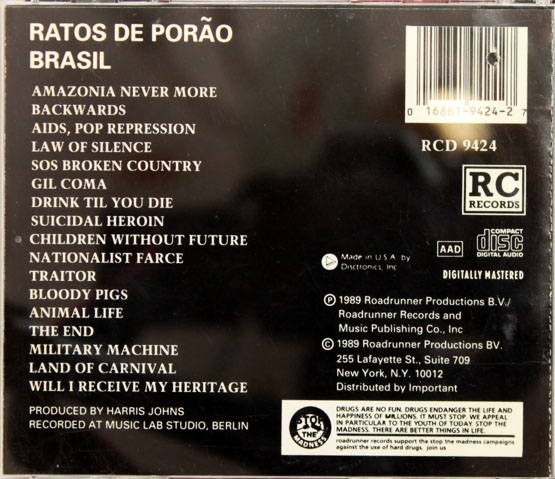 RATOS DE PORÃO
BRASIL
AMAZONIA NEVER MORE
BACKWARDS
AIDS, POP REPRESSION
LAW OF SILENCE
SOS BROKEN COUNTRY
GIL COMA
DRINK TIL YOU DIE
SUICIDAL HEROIN
CHILDREN WITHOUT FUTURE
NATIONALIST FARCE
TRAITOR
BLOODY PIGS
ANIMAL LIFE
THE END
MILITARY MACHINE
LAND OF CARNIVAL
WILL I RECEIVE MY HERITAGE
PRODUCED BY HARRIS JOHNS
RECORDED AT MUSIC LAB STUDIO, BERLIN
0 16861-9424-2 7
RCD 9424
RC
RECORDS
AAD
COMPACT
disc
DIGITAL AUDIO
DIGITALLY MASTERED
Made in U.S.A. by
Disctronics, Inc
Ⓟ 1989 Roadrunner Productions B.V./
Roadrunner Records and
Music Publishing Co., Inc
© 1989 Roadrunner Productions BV.
255 Lafayette St., Suite 709
New York, N.Y. 10012
Distributed by Important
STOP
THE
MADNESS
DRUGS ARE NO FUN. DRUGS ENDANGER THE LIFE AND
HAPPINESS OF MILLIONS. IT MUST STOP. WE APPEAL
IN PARTICULAR TO THE YOUTH OF TODAY. STOP THE
MADNESS. THERE ARE BETTER THINGS IN LIFE.
roadrunner records support the stop the madness campaigns
against the use of hard drugs. join us